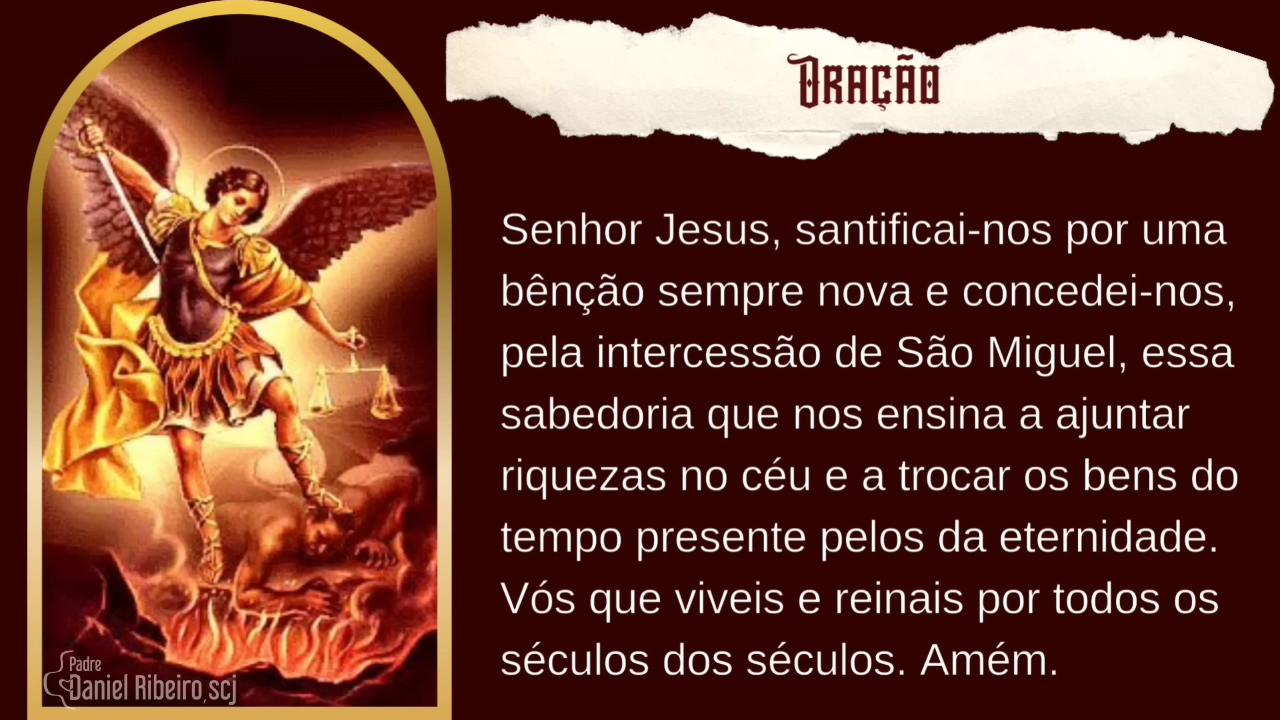 Oração
Senhor Jesus, santificai-nos por uma
bênção sempre nova e concedei-nos,
pela intercessão de São Miguel, essa
sabedoria que nos ensina a ajuntar
riquezas no céu e a trocar os bens do
tempo presente pelos da eternidade.
Vós que viveis e reinais por todos os
séculos dos séculos. Amém.
Padre
Daniel Ribeiro,scj